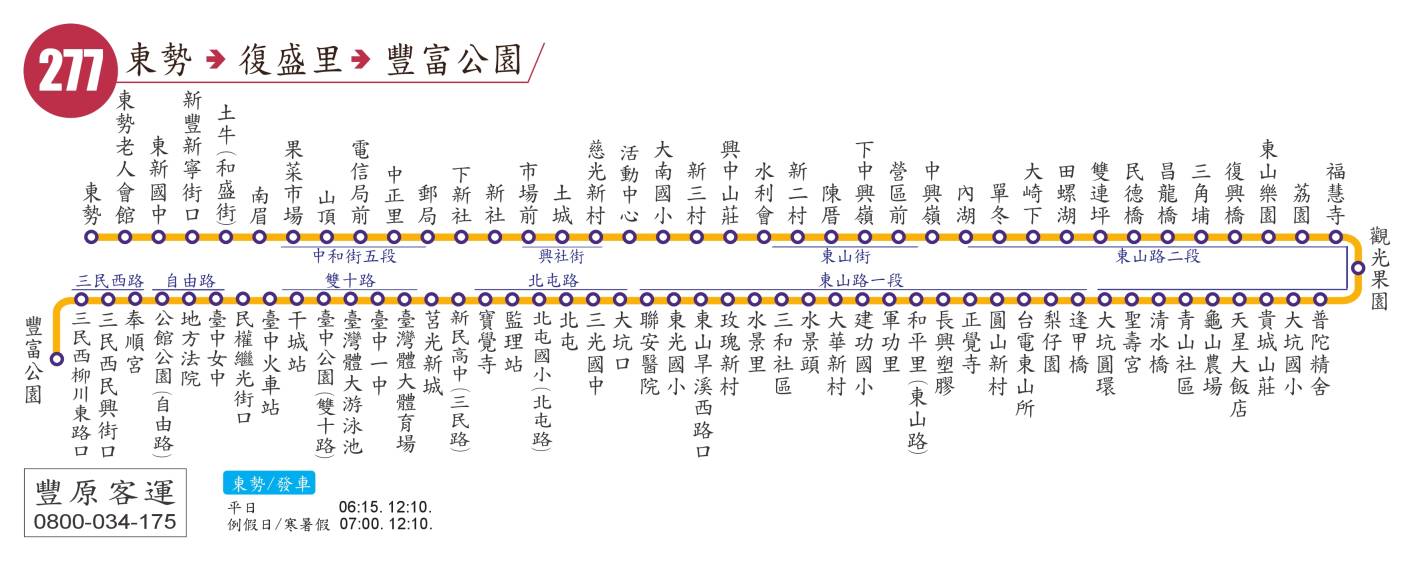 277 東勢→復盛里→豐富公園
東勢
東勢老人會館
東新國中
新豐新寧街口
土牛(和盛街)
南眉
果菜市場
山頂
電信局前
中正里
郵局
下新社
新社
市場前
土城
慈光新村
活動中心
大南國小
新三村
興中山莊
水利會
新二村
陳厝
下中興嶺
營區前
中興嶺
內湖
單冬
大崎下
田螺湖
雙連坪
民德橋
昌龍橋
三角埔
復興橋
東山樂園
荔園
福慧寺
觀光果園
中和街五段
興社街
東山街
東山路二段
三民西路
自由路
雙十路
北屯路
東山路一段
豐富公園
三民西柳川東路口
三民西民興街口
奉順宮
公館公園(自由路)
地方法院
臺中女中
民權繼光街口
臺中火車站
干城站
臺中公園(雙十路)
臺灣體大游泳池
臺中一中
臺灣體大體育場
莒光新城
新民高中(三民路)
寶覺寺
監理站
北屯國小(北屯路)
北屯
三光國中
大坑口
聯安醫院
東光國小
東山旱溪西路口
玫瑰新村
水景里
三和社區
水景頭
大華新村
建功國小
軍功里
和平里(東山路)
長興塑膠
正覺寺
圓山新村
台電東山所
梨仔園
逢甲橋
大坑圓環
聖壽宮
清水橋
青山社區
龜山農場
天星大飯店
貴城山莊
大坑國小
普陀精舍
豐原客運
0800-034-175
東勢/發車
平日 06:15. 12:10.
例假日/寒暑假 07:00. 12:10.